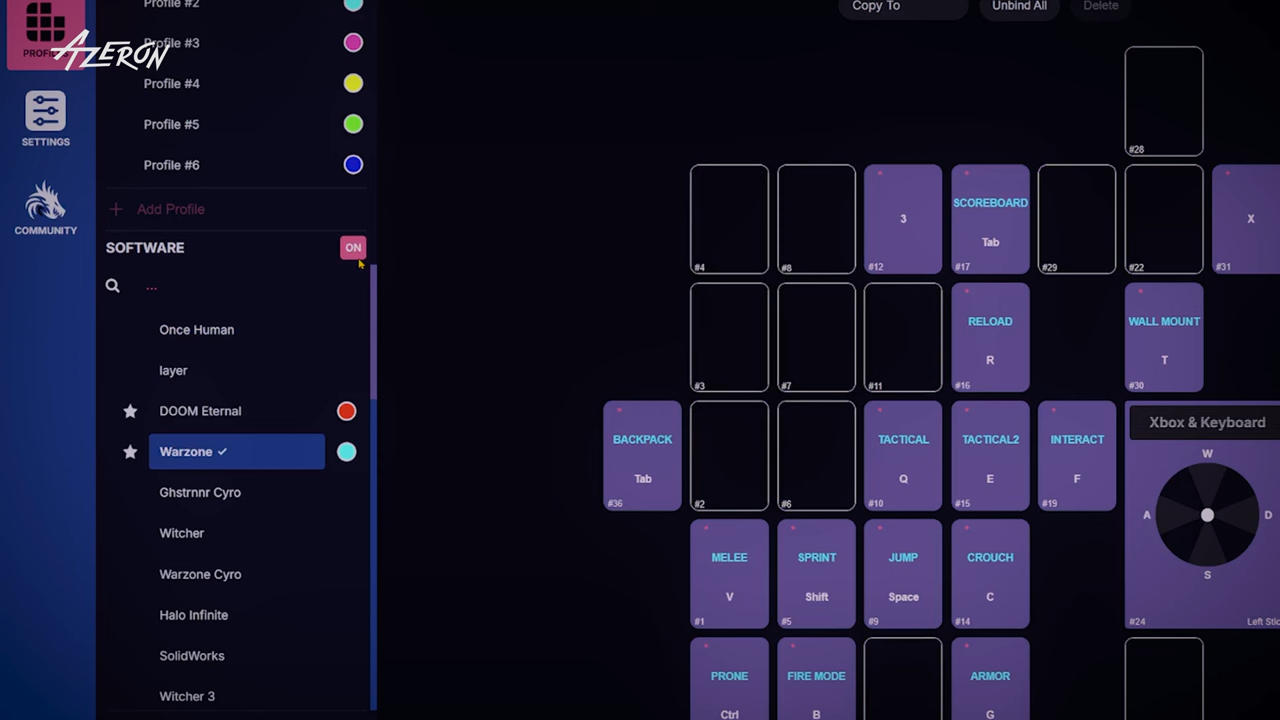 Profile #2
Copy To
Unbind All
Delete
PROFILES
AZERON
Profile #3
Profile #4
SETTINGS
Profile #5
Profile #6
COMMUNITY
+ Add Profile
SOFTWARE
ON
...
Once Human
layer
DOOM Eternal
Warzone ✓
Ghstrnnr Cyro
Witcher
Warzone Cyro
Halo Infinite
SolidWorks
Witcher 3
#28
#4
#8
3
#12
SCOREBOARD
Tab
#17
#29
#22
X
#31
#3
#7
#11
RELOAD
R
#16
WALL MOUNT
T
#30
BACKPACK
Tab
#36
#2
#6
TACTICAL
Q
#10
TACTICAL2
E
#15
INTERACT
F
#19
Xbox & Keyboard
W
A
D
S
#24
Left Stic
MELEE
V
#1
SPRINT
Shift
#5
JUMP
Space
#9
CROUCH
C
#14
PRONE
Ctrl
FIRE MODE
B
ARMOR
G